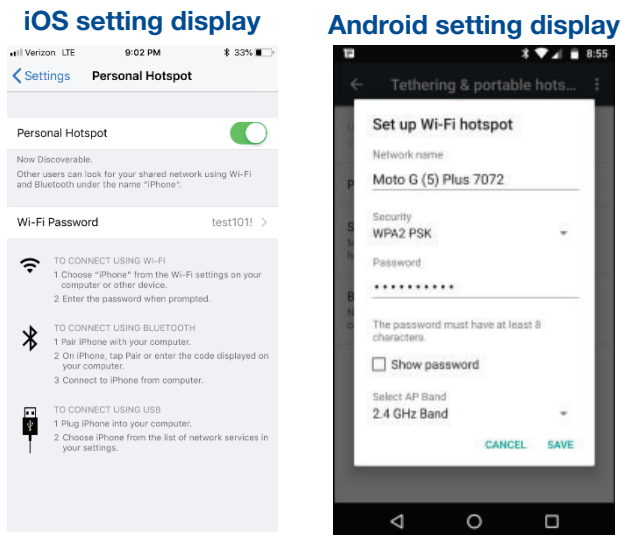 iOS setting display
Verizon LTE 9:02 PM 33%
Settings Personal Hotspot
Personal Hotspot
Now Discoverable.
Other users can look for your shared network using Wi-Fi
and Bluetooth under the name “iPhone”.
Wi-Fi Password test101!
TO CONNECT USING WI-FI
1 Choose “iPhone” from the Wi-Fi settings on your
computer or other device.
2 Enter the password when prompted.
TO CONNECT USING BLUETOOTH
1 Pair iPhone with your computer.
2 On iPhone, tap Pair or enter the code displayed on
your computer.
3 Connect to iPhone from computer.
TO CONNECT USING USB
1 Plug iPhone into your computer.
2 Choose iPhone from the list of network services in
your settings.
Android setting display
8:55
Tethering & portable hots...
Set up Wi-Fi hotspot
Network name
Moto G (5) Plus 7072
Security
WPA2 PSK
Password
••••••••••
The password must have at least 8
characters.
Show password
Select AP Band
2.4 GHz Band
CANCEL SAVE